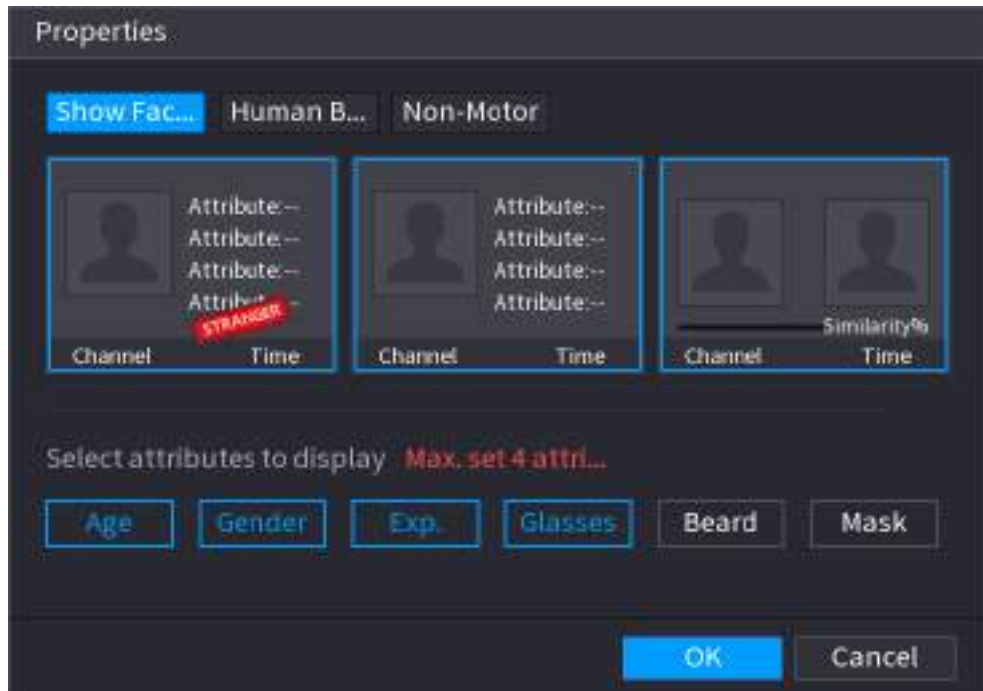 Properties
Show Fac... Human B... Non-Motor
Attribute:-- Attribute:--
Attribute:-- Attribute:--
Attribute:-- Attribute:--
Attribute:-- Attribute:--
STRANGER
Similarity%
Channel Time Channel Time Channel Time
Select attributes to display Max. set 4 attri...
Age Gender Exp. Glasses Beard Mask
OK Cancel